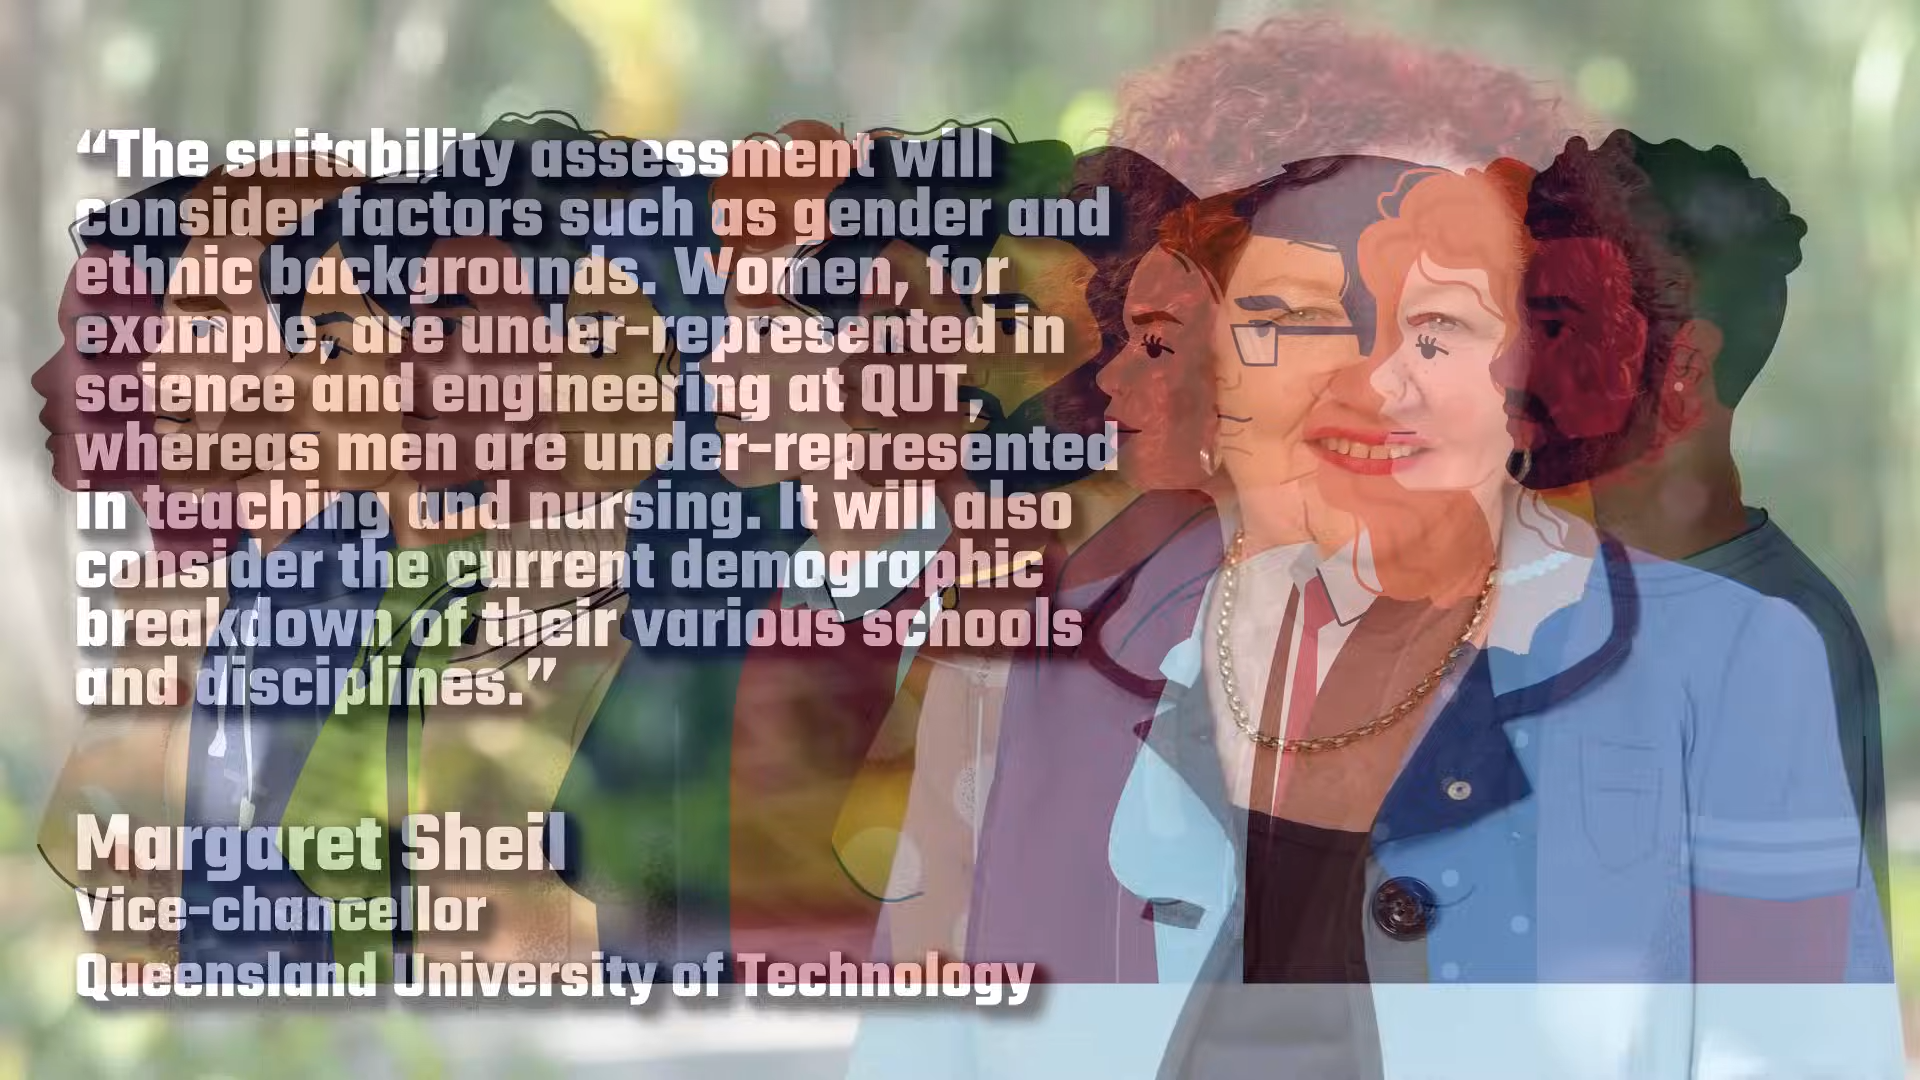 “The suitability assessment will
consider factors such as gender and
ethnic backgrounds. Women, for
example, are under-represented in
science and engineering at QUT,
whereas men are under-represented
in teaching and nursing. It will also
consider the current demographic
breakdown of their various schools
and disciplines.”
Margaret Sheil
Vice-chancellor
Queensland University of Technology